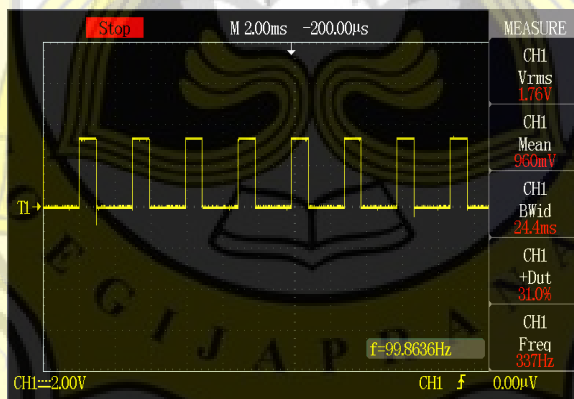 Stop M 2.00ms -200.00µs MEASURE
CH1
Vrms
1.76V
CH1
Mean
960mV
T1
CH1
BWid
24.4ms
CH1
+Dut
31.0%
CH1
Freq
337Hz
f=99.8636Hz
CH1 2.00V CH1 0.00µV
EGIJAPRANA